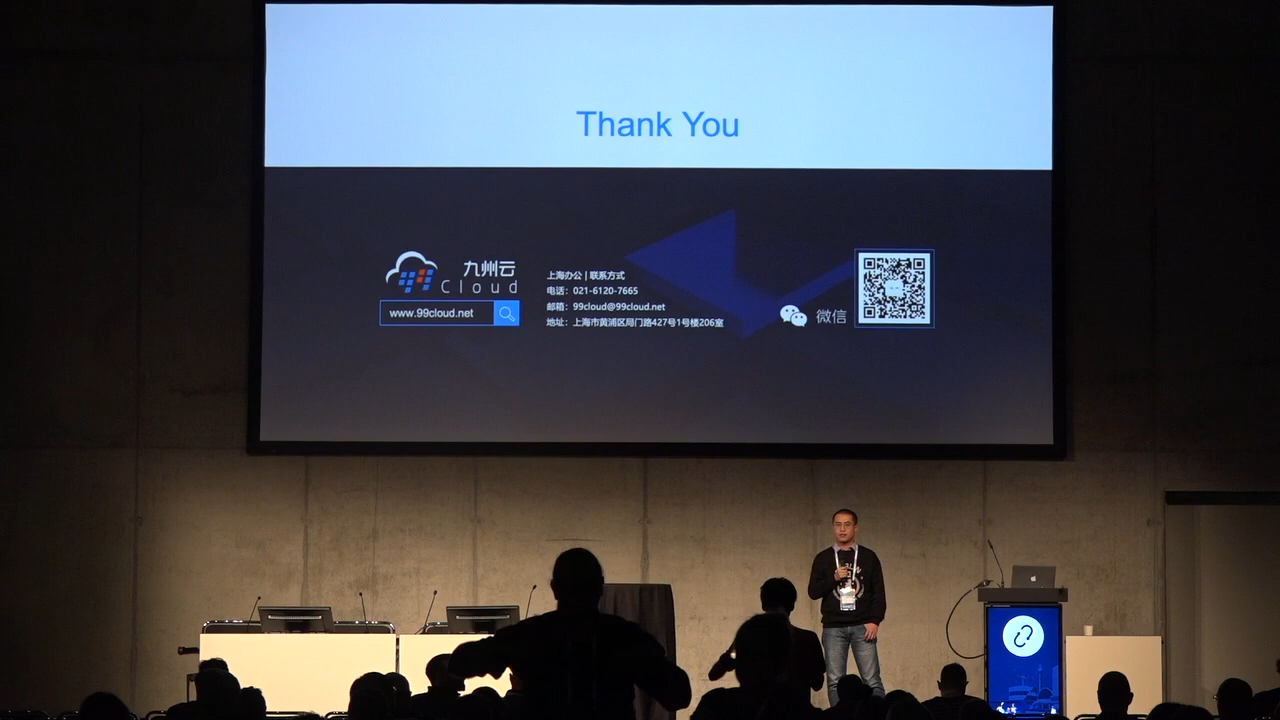 Thank You
九州云
Cloud
www.99cloud.net
上海办公 | 联系方式
电话：021-6120-7665
邮箱：99cloud@99cloud.net
地址：上海市黄浦区局门路427号1号楼206室
微信